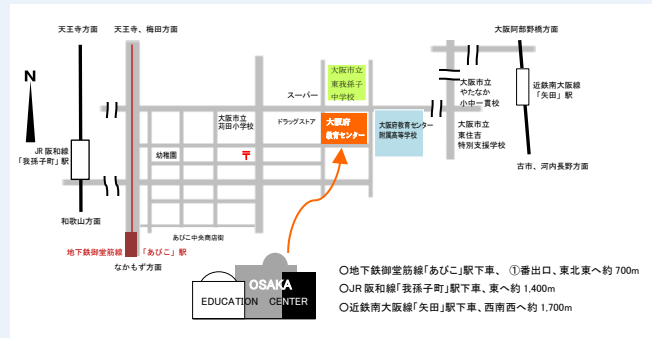 天王寺方面
天王寺、梅田方面
大阪阿部野橋方面
N
大阪市立
東我孫子
中学校
スーパー
大阪市立
やたなか
小中一貫校
近鉄南大阪線
「矢田」駅
大阪市立
苅田小学校
ドラッグストア
大阪府
教育センター
大阪府教育センター
附属高等学校
大阪市立
東住吉
特別支援学校
JR 阪和線
「我孫子町」駅
幼稚園
〒
古市、河内長野方面
和歌山方面
あびこ中央商店街
地下鉄御堂筋線「あびこ」駅
なかもず方面
OSAKA
EDUCATION CENTER
○地下鉄御堂筋線「あびこ」駅下車、 ①番出口、東北東へ約 700m
○JR 阪和線「我孫子町」駅下車、東へ約 1,400m
○近鉄南大阪線「矢田」駅下車、西南西へ約 1,700m